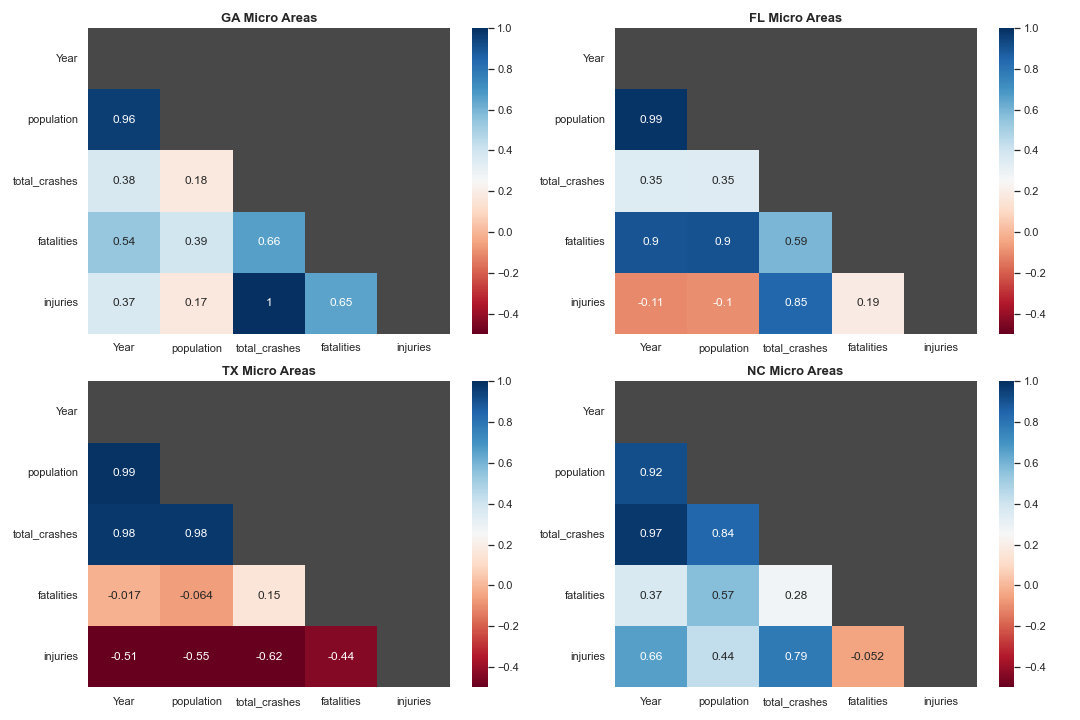 GA Micro Areas
Year
population
total_crashes
fatalities
injuries
0.96
0.38 0.18
0.54 0.39 0.66
0.37 0.17 1 0.65
Year population total_crashes fatalities injuries
1.0
0.8
0.6
0.4
0.2
0.0
−0.2
−0.4
FL Micro Areas
Year
population
total_crashes
fatalities
injuries
0.99
0.35 0.35
0.9 0.9 0.59
-0.11 -0.1 0.85 0.19
Year population total_crashes fatalities injuries
1.0
0.8
0.6
0.4
0.2
0.0
−0.2
−0.4
TX Micro Areas
Year
population
total_crashes
fatalities
injuries
0.99
0.98 0.98
-0.017 -0.064 0.15
-0.51 -0.55 -0.62 -0.44
Year population total_crashes fatalities injuries
1.0
0.8
0.6
0.4
0.2
0.0
−0.2
−0.4
NC Micro Areas
Year
population
total_crashes
fatalities
injuries
0.92
0.97 0.84
0.37 0.57 0.28
0.66 0.44 0.79 -0.052
Year population total_crashes fatalities injuries
1.0
0.8
0.6
0.4
0.2
0.0
−0.2
−0.4